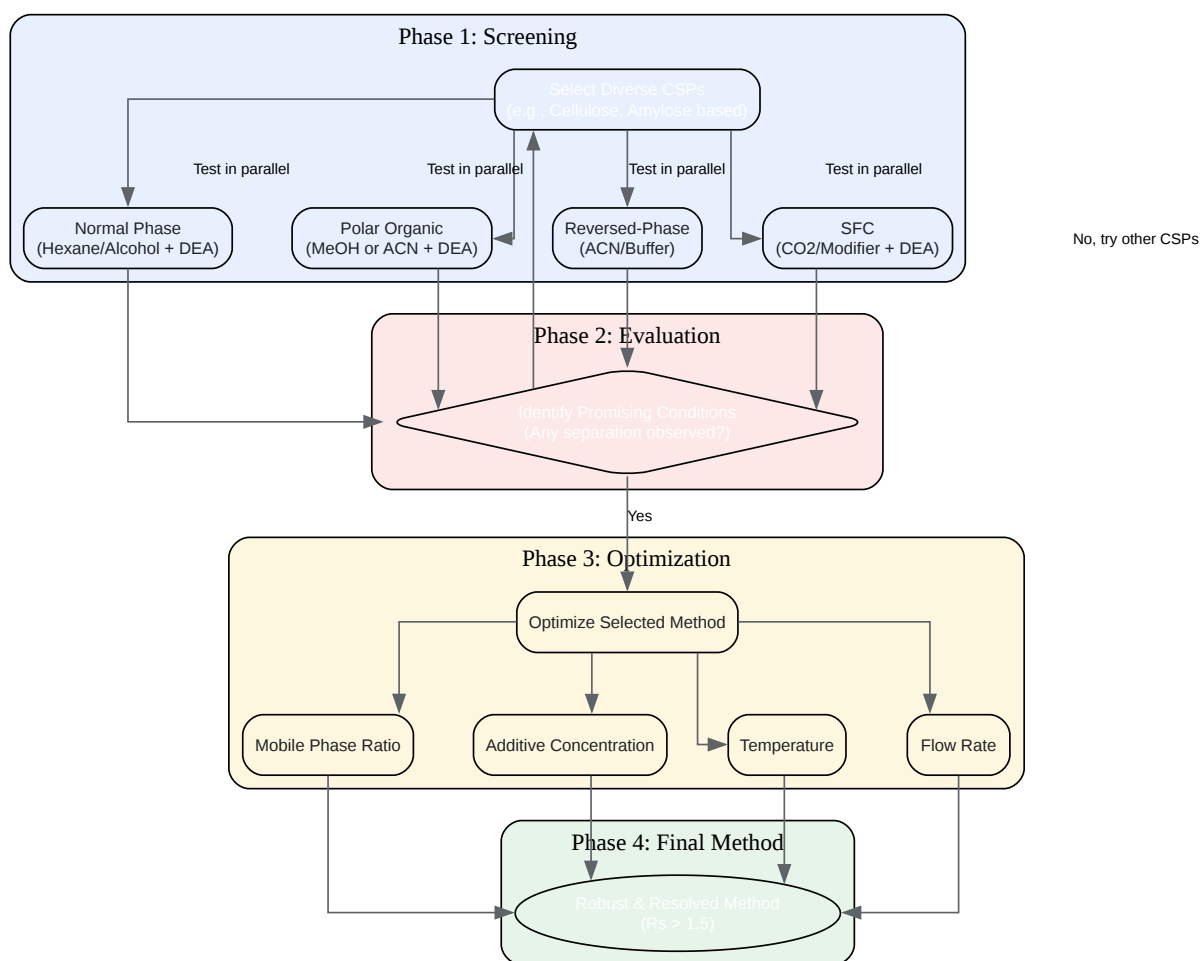 Phase 1: Screening
Select Diverse CSPs
(e.g., Cellulose, Amylose based)
Test in parallel
Test in parallel
Test in parallel
Test in parallel
Normal Phase
(Hexane/Alcohol + DEA)
Polar Organic
(MeOH or ACN + DEA)
Reversed-Phase
(ACN/Buffer)
SFC
(CO2/Modifier + DEA)
No, try other CSPs
Phase 2: Evaluation
Identify Promising Conditions
(Any separation observed?)
Yes
Phase 3: Optimization
Optimize Selected Method
Mobile Phase Ratio
Additive Concentration
Temperature
Flow Rate
Phase 4: Final Method
Robust & Resolved Method
(Rs > 1.5)